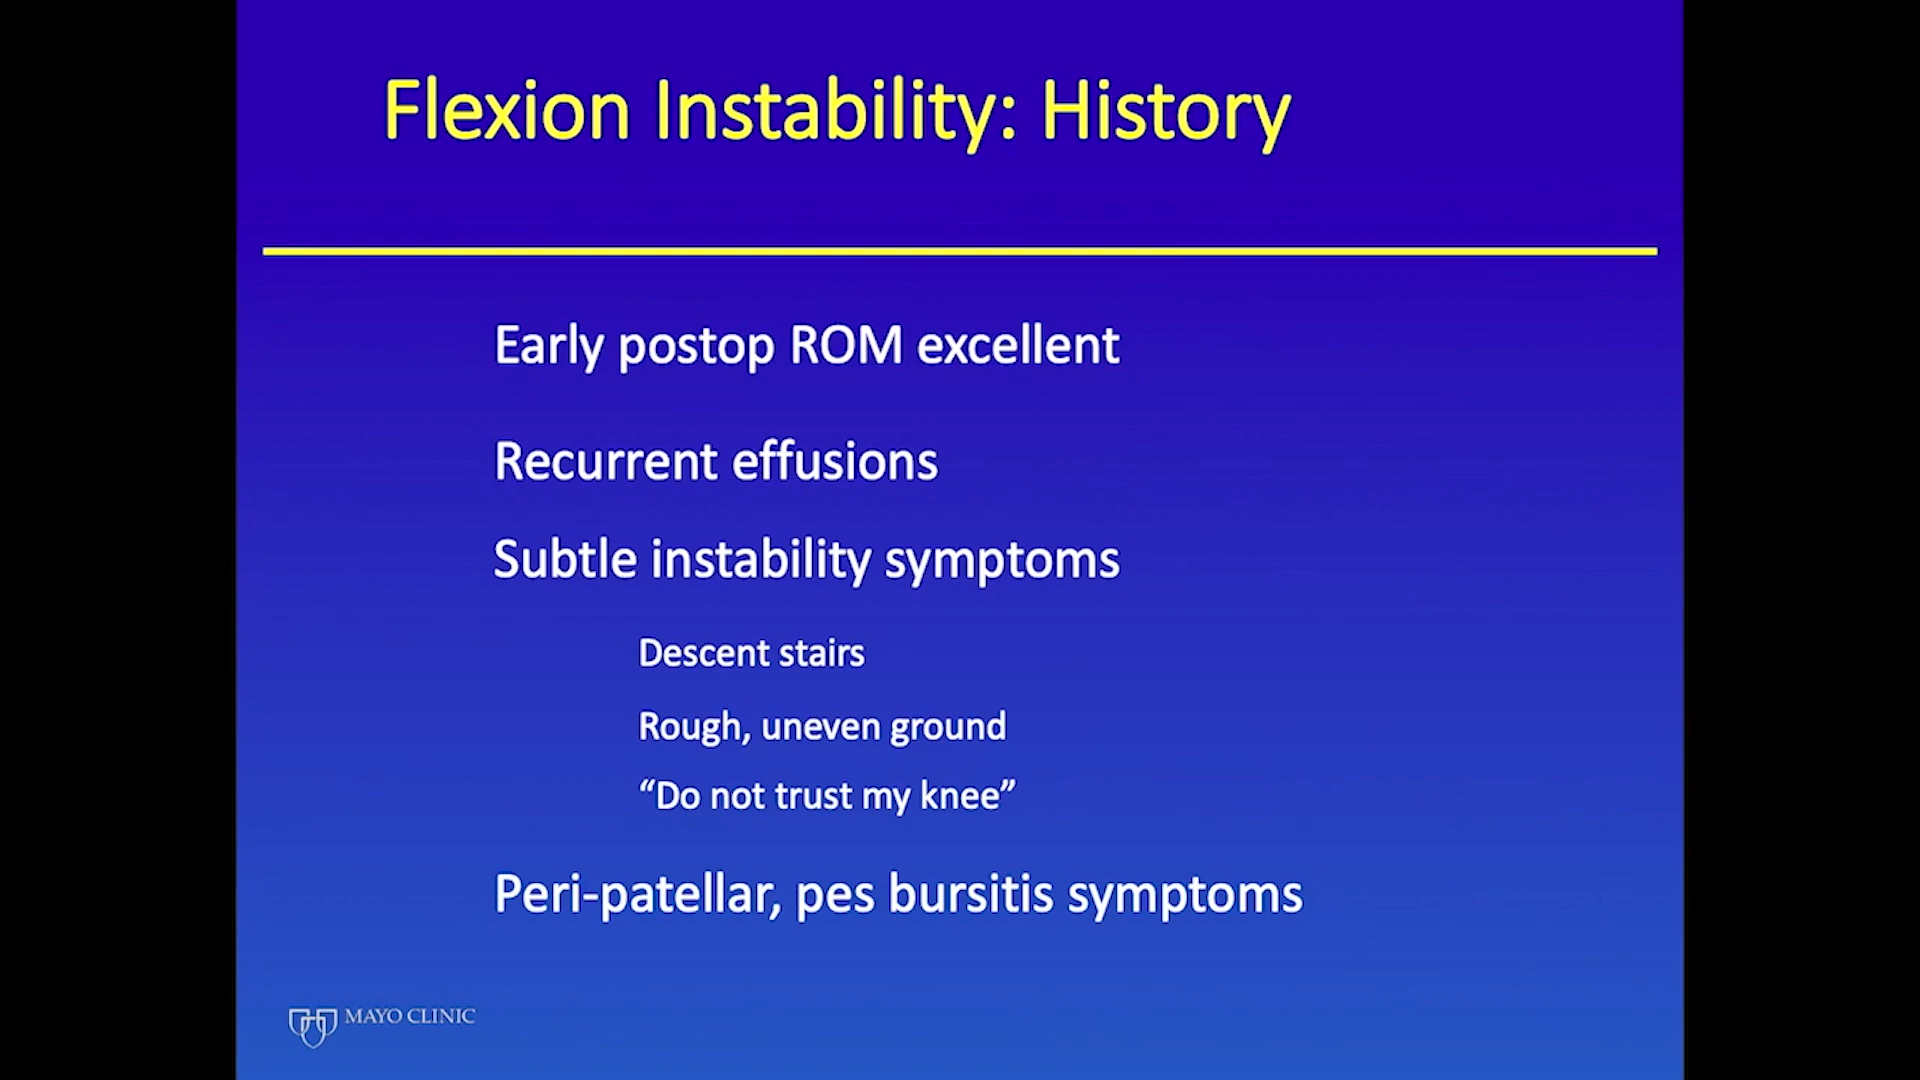 Flexion Instability: History
Early postop ROM excellent
Recurrent effusions
Subtle instability symptoms
Descent stairs
Rough, uneven ground
“Do not trust my knee”
Peri-patellar, pes bursitis symptoms
MAYO CLINIC